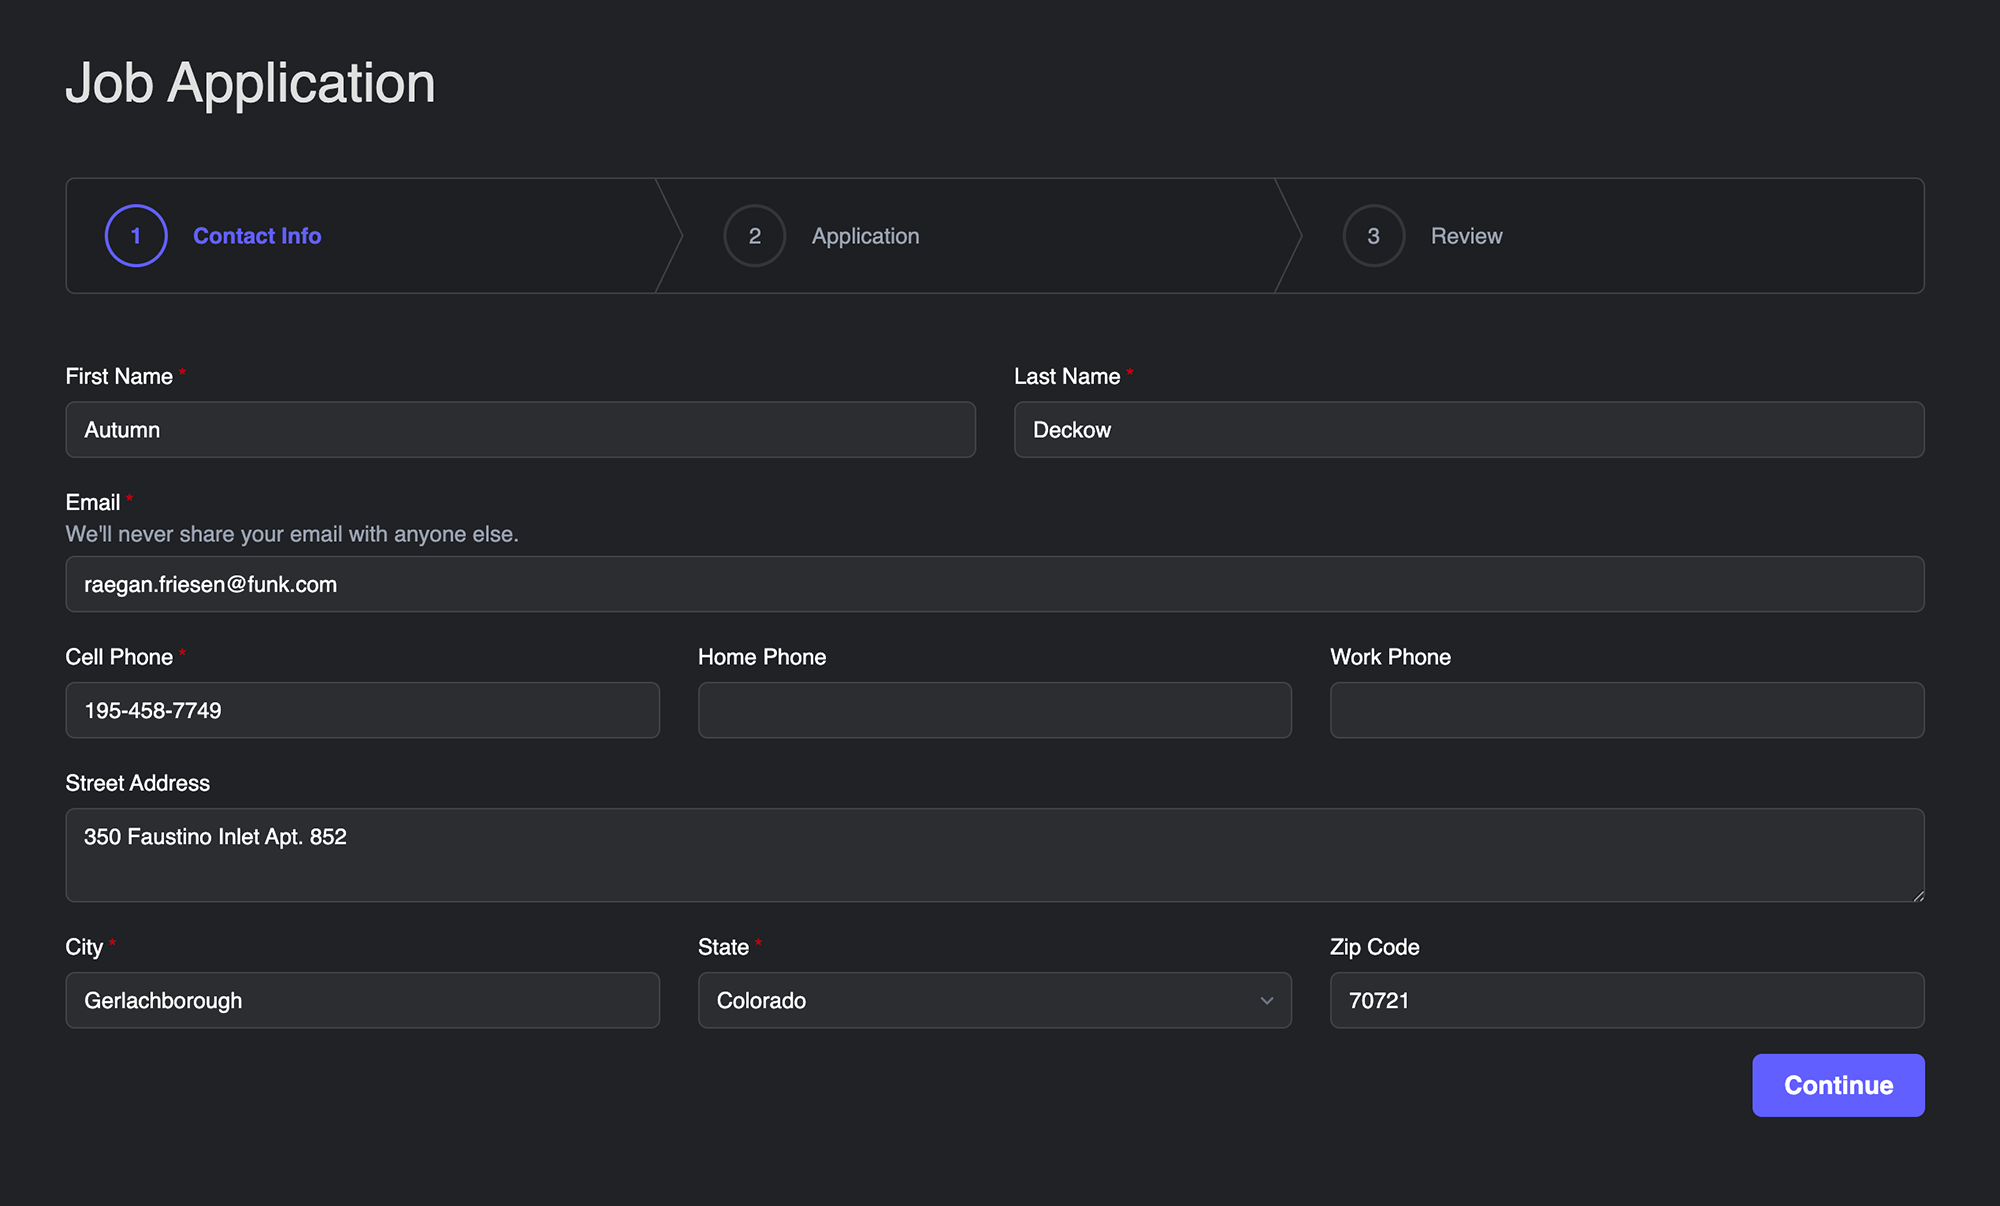 Job Application
1 Contact Info 2 Application 3 Review
First Name * Last Name *
Autumn Deckow
Email *
We'll never share your email with anyone else.
raegan.friesen@funk.com
Cell Phone * Home Phone Work Phone
195-458-7749
Street Address
350 Faustino Inlet Apt. 852
City * State * Zip Code
Gerlachborough Colorado 70721
Continue